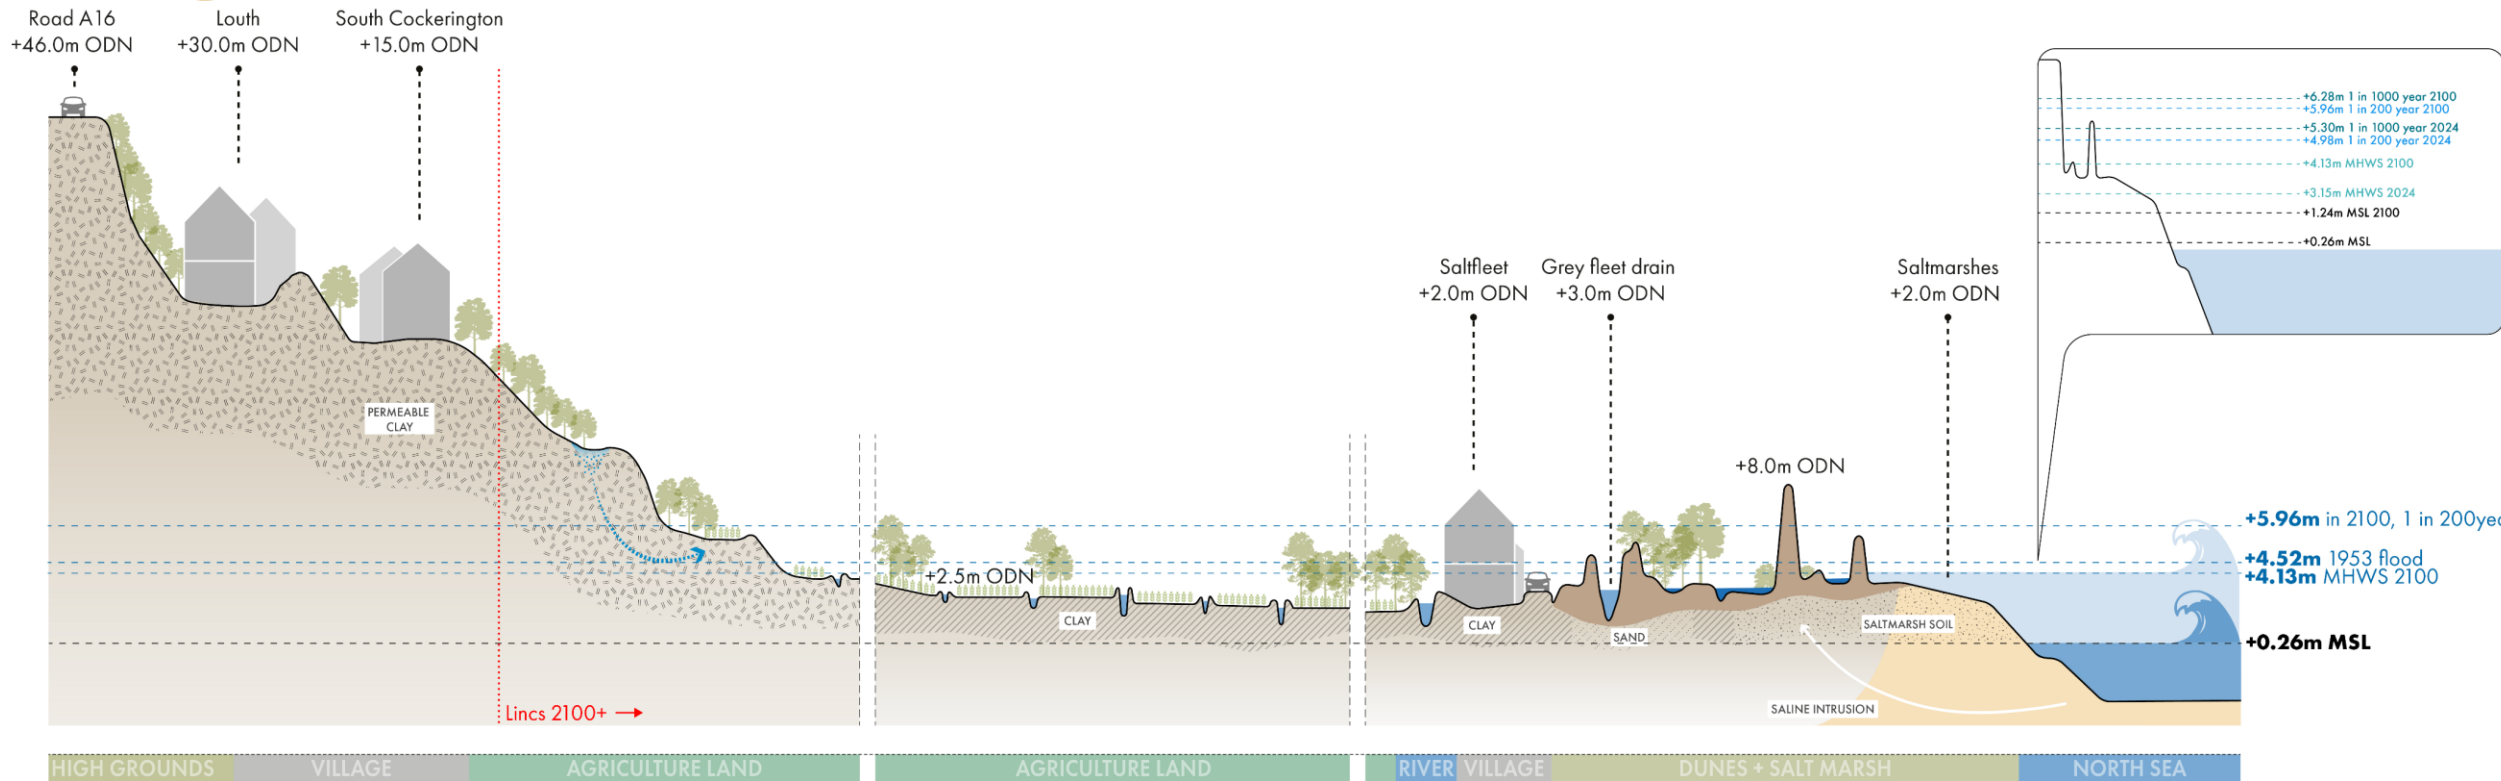 Road A16
+46.0m ODN
Louth
+30.0m ODN
South Cockerington
+15.0m ODN
+6.28m 1 in 1000 year 2100
+5.96m 1 in 200 year 2100
+5.30m 1 in 1000 year 2024
+4.98m 1 in 200 year 2024
+4.13m MHWS 2100
+3.15m MHWS 2024
+1.24m MSL 2100
+0.26m MSL
Saltfleet
+2.0m ODN
Grey fleet drain
+3.0m ODN
Saltmarshes
+2.0m ODN
PERMEABLE
CLAY
+8.0m ODN
+5.96m in 2100, 1 in 200yea
+4.52m 1953 flood
+4.13m MHWS 2100
+2.5m ODN
CLAY
CLAY
SAND
SALTMARSH SOIL
+0.26m MSL
SALINE INTRUSION
Lincs 2100+
HIGH GROUNDS
VILLAGE
AGRICULTURE LAND
AGRICULTURE LAND
RIVER
VILLAGE
DUNES + SALT MARSH
NORTH SEA